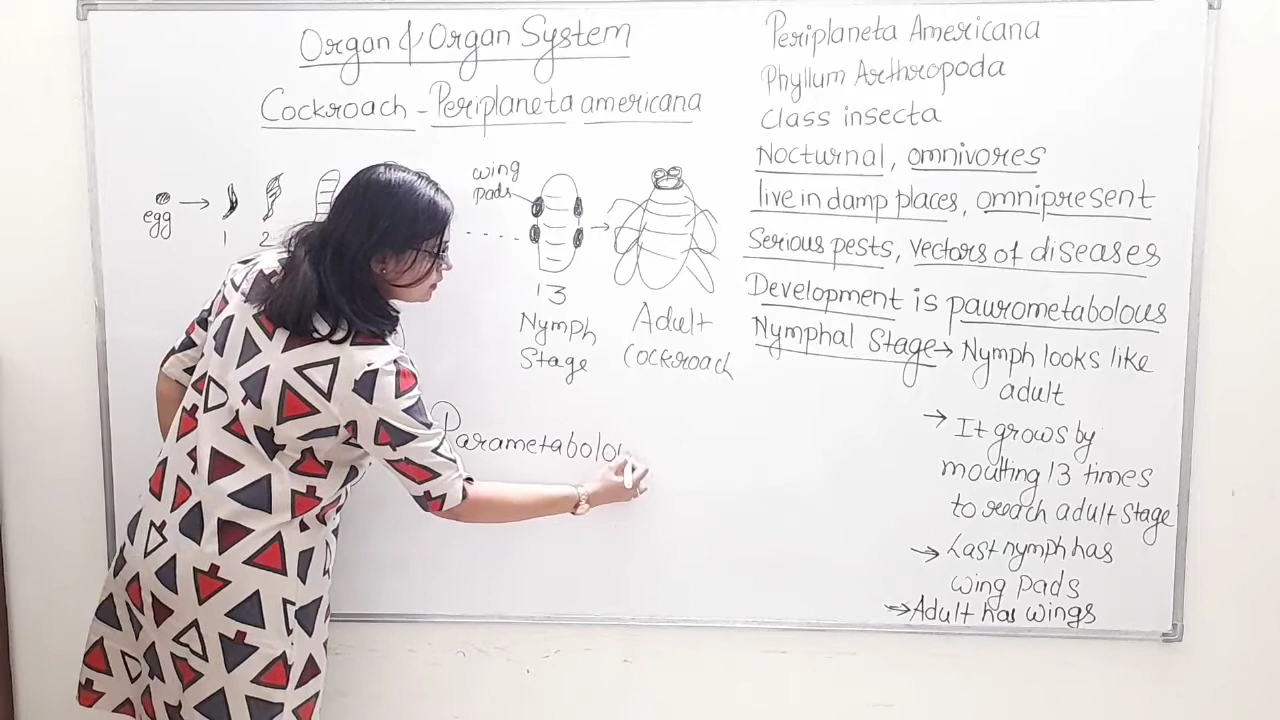 Organ & Organ System
Cockroach - Periplaneta americana
egg
1
2
wing
pads
13
Nymph
Stage
Adult
Cockroach
Parametabolou
Periplaneta Americana
Phyllum Arthropoda
Class insecta
Nocturnal, omnivores
live in damp places, omnipresent
Serious pests, vectors of diseases
Development is paurometabolous
Nymphal Stage → Nymph looks like
adult
→ It grows by
moulting 13 times
to reach adult stage
→ Last nymph has
wing pads
→ Adult has wings